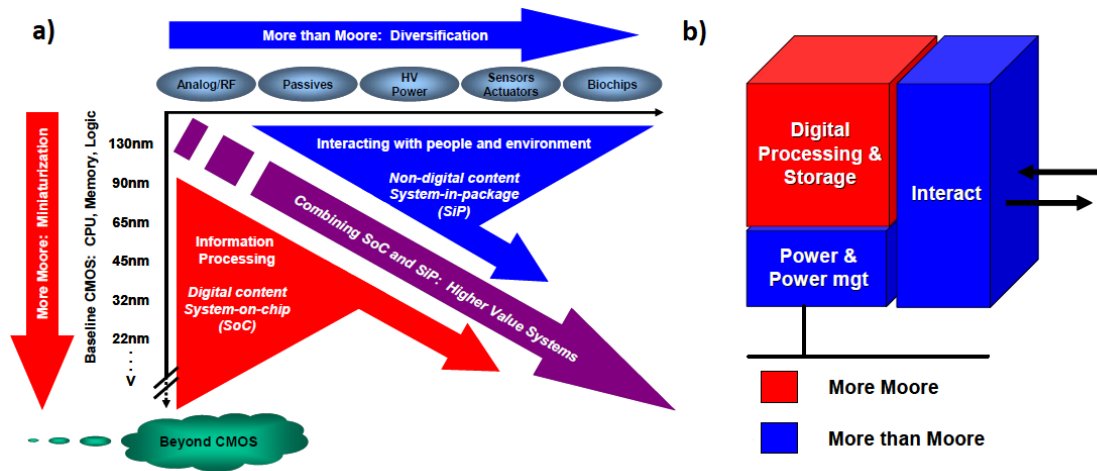 a)
More than Moore: Diversification
Analog/RF
Passives
HV
Power
Sensors
Actuators
Biochips
More Moore: Miniaturization
Baseline CMOS: CPU, Memory, Logic
130nm
90nm
65nm
45nm
32nm
22nm
V
Interacting with people and environment
Non-digital content
System-in-package
(SiP)
Combining SoC and SiP: Higher Value Systems
Information
Processing
Digital content
System-on-chip
(SoC)
Beyond CMOS
b)
Digital
Processing &
Storage
Interact
Power &
Power mgt
More Moore
More than Moore